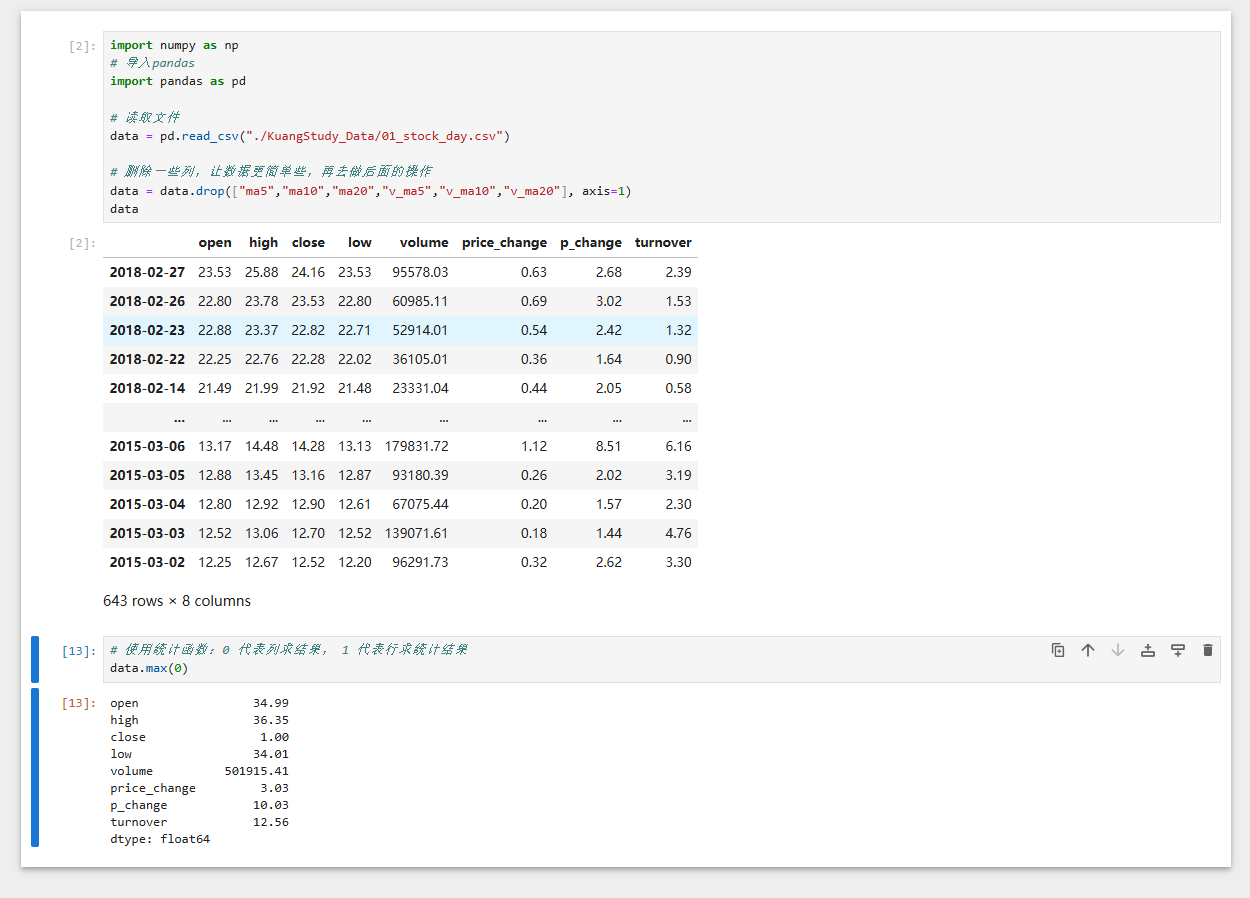 [2]:
import numpy as np
# 导入pandas
import pandas as pd
# 读取文件
data = pd.read_csv("./KuangStudy_Data/01_stock_day.csv")
# 删除一些列，让数据更简单些，再去做后面的操作
data = data.drop(["ma5","ma10","ma20","v_ma5","v_ma10","v_ma20"], axis=1)
data
[2]:
open high close low volume price_change p_change turnover
2018-02-27 23.53 25.88 24.16 23.53 95578.03 0.63 2.68 2.39
2018-02-26 22.80 23.78 23.53 22.80 60985.11 0.69 3.02 1.53
2018-02-23 22.88 23.37 22.82 22.71 52914.01 0.54 2.42 1.32
2018-02-22 22.25 22.76 22.28 22.02 36105.01 0.36 1.64 0.90
2018-02-14 21.49 21.99 21.92 21.48 23331.04 0.44 2.05 0.58
... ... ... ... ... ... ... ... ...
2015-03-06 13.17 14.48 14.28 13.13 179831.72 1.12 8.51 6.16
2015-03-05 12.88 13.45 13.16 12.87 93180.39 0.26 2.02 3.19
2015-03-04 12.80 12.92 12.90 12.61 67075.44 0.20 1.57 2.30
2015-03-03 12.52 13.06 12.70 12.52 139071.61 0.18 1.44 4.76
2015-03-02 12.25 12.67 12.52 12.20 96291.73 0.32 2.62 3.30
643 rows × 8 columns
[13]:
# 使用统计函数：0 代表列求结果， 1 代表行求统计结果
data.max(0)
[13]:
open 34.99
high 36.35
close 1.00
low 34.01
volume 501915.41
price_change 3.03
p_change 10.03
turnover 12.56
dtype: float64